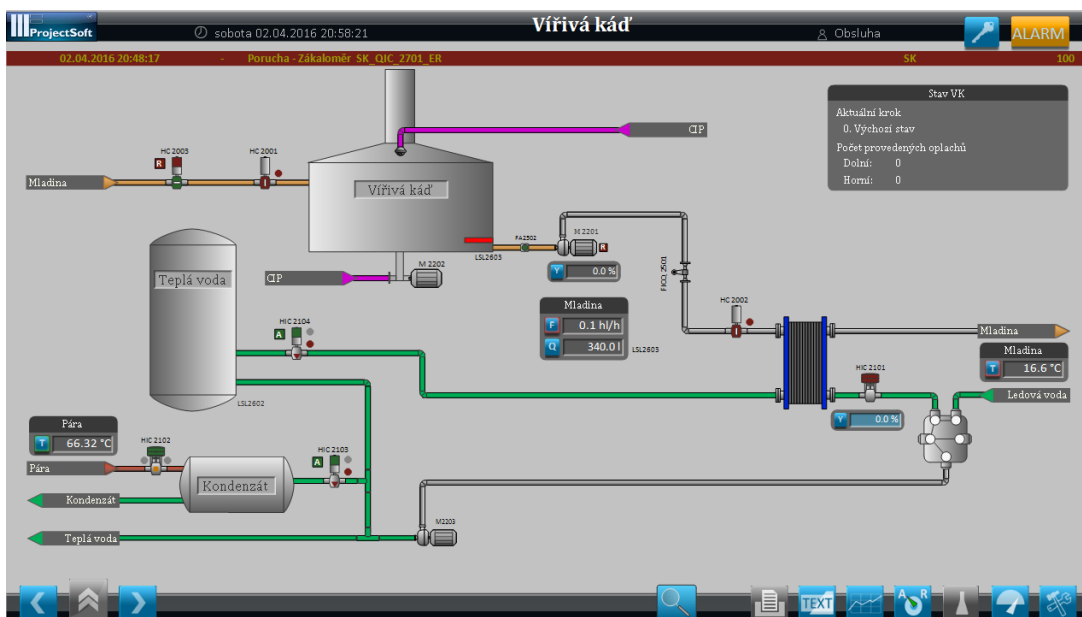 Vířivá káď
ProjectSoft
sobota 02.04.2016 20:58:21
Obsluha
ALARM
02.04.2016 20:48:17 - Porucha - Zákaloměr SK_QIC_2701_ER SK 100
Stav VK
Aktuální krok
0. Výchozí stav
Počet provedených oplachů
Dolní: 0
Horní: 0
CIP
HC 2003
R
HC 2001
Mladina
Vířivá káď
FA2502
M 2201
R
LSL2603
Y 0.0 %
M 2202
CIP
Teplá voda
FRCQ 2501
Mladina
F 0.1 hl/h
Q 340.0 l
LSL2603
HC 2002
Mladina
Mladina
T 16.6 °C
HIC 2104
A
LSL2602
HIC 2101
Y 0.0 %
Ledová voda
Pára
T 66.32 °C
HIC 2102
HIC 2103
A
Pára
Kondenzát
Kondenzát
Teplá voda
M2203
TEXT
A R